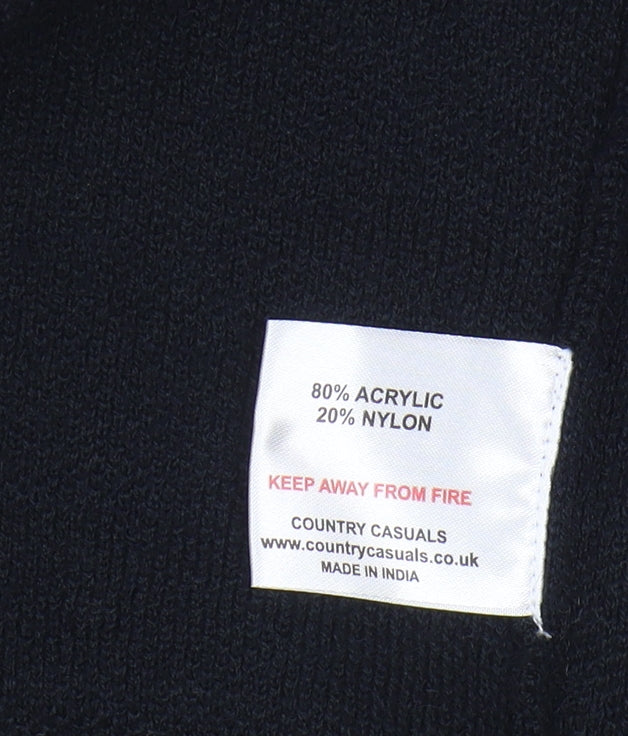 80% ACRYLIC
20% NYLON
KEEP AWAY FROM FIRE
COUNTRY CASUALS
www.countrycasuals.co.uk
MADE IN INDIA